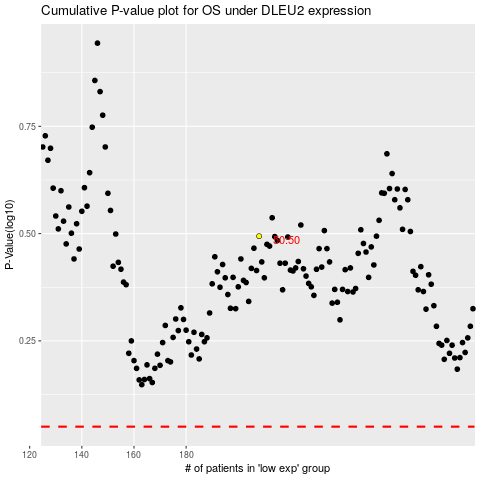 Cumulative P-value plot for OS under DLEU2 expression
P-Value(log10)
0.75
0.50
0.25
0.50
120 140 160 180
# of patients in 'low exp' group